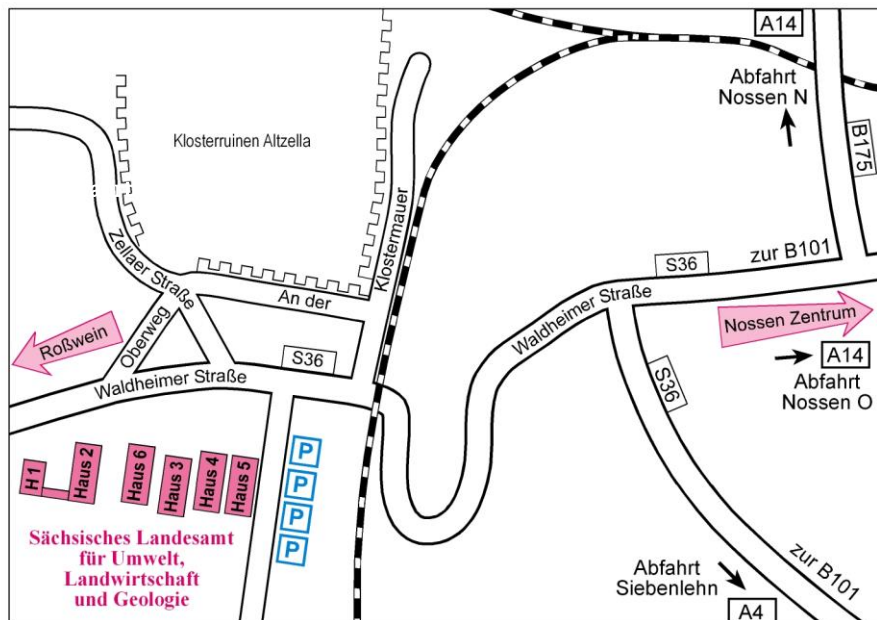 A14
Abfahrt
Nossen N
B175
Klosterruinen Altzella
Klostermauer
Zellaer Straße
An der
zur B101
S36
Waldheimer Straße
Roßwein
Oberweg
S36
Waldheimer Straße
Nossen Zentrum
A14
Abfahrt
Nossen O
S36
H 1
Haus 2
Haus 6
Haus 3
Haus 4
Haus 5
P
P
P
P
Sächsisches Landesamt
für Umwelt,
Landwirtschaft
und Geologie
Abfahrt
Siebenlehn
A4
zur B101